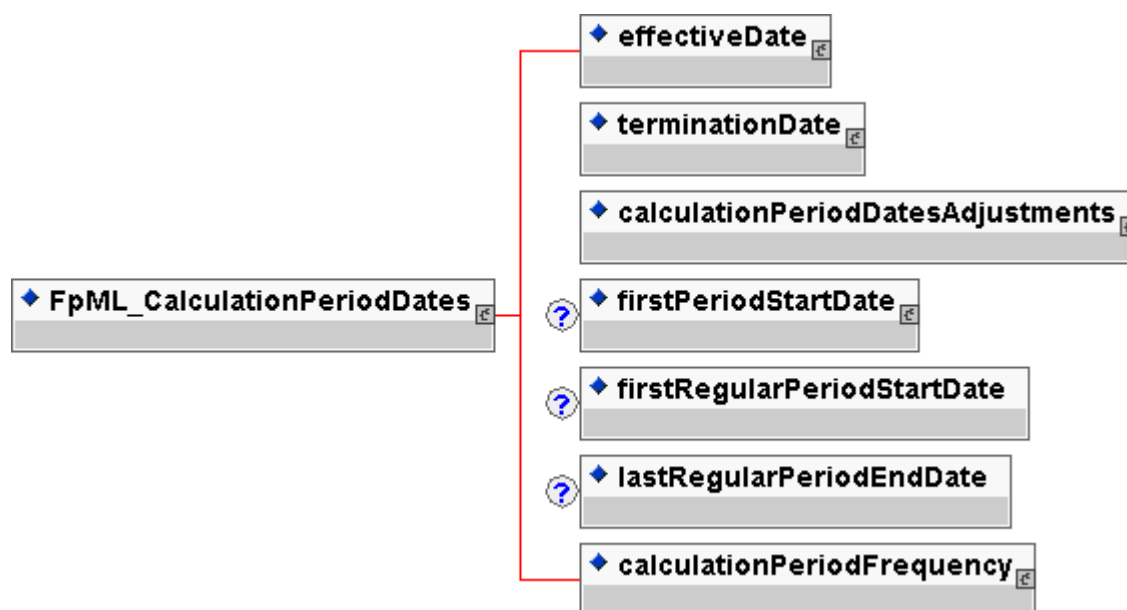 effectiveDate
terminationDate
calculationPeriodDatesAdjustments
FpML_CalculationPeriodDates
? firstPeriodStartDate
? firstRegularPeriodStartDate
? lastRegularPeriodEndDate
calculationPeriodFrequency